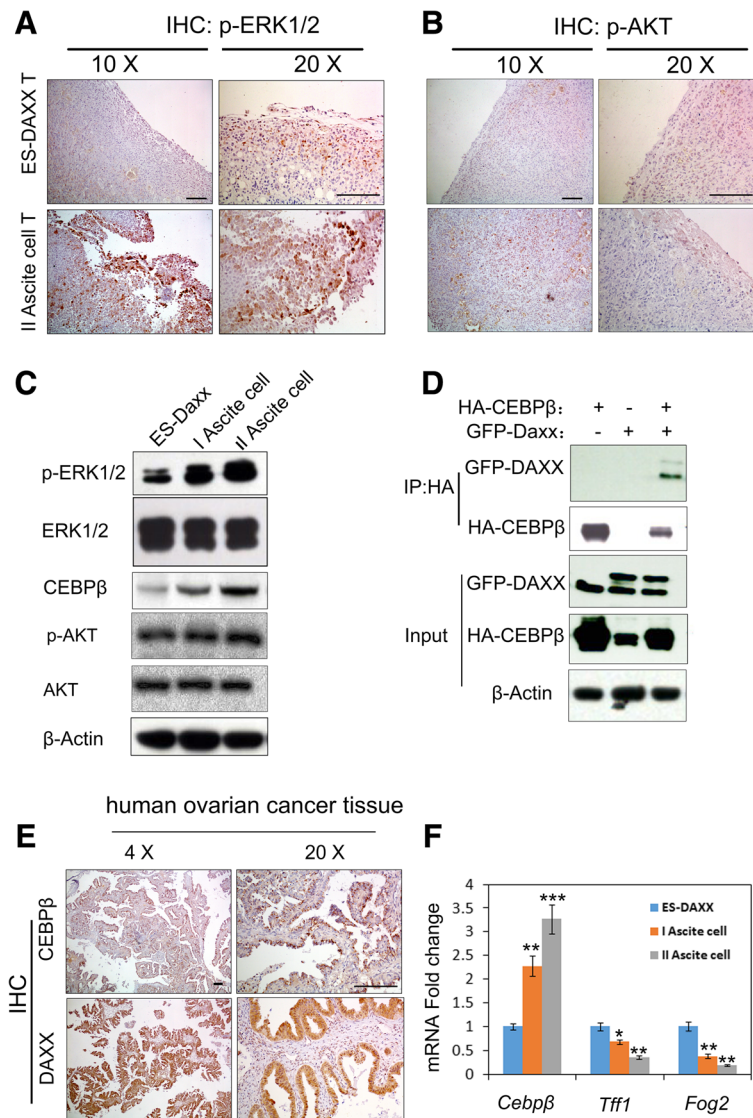 A
IHC: p-ERK1/2
10 X
20 X
ES-DAXX T
II Ascite cell T
B
IHC: p-AKT
10 X
20 X
C
ES-Daxx
I Ascite cell
II Ascite cell
p-ERK1/2
ERK1/2
CEBPβ
p-AKT
AKT
β-Actin
D
HA-CEBPβ: + - +
GFP-Daxx: - + +
IP:HA
GFP-DAXX
HA-CEBPβ
Input
GFP-DAXX
HA-CEBPβ
β-Actin
E
human ovarian cancer tissue
4 X
20 X
IHC
CEBPβ
DAXX
F
mRNA Fold change
4
3.5
3
2.5
2
1.5
1
0.5
0
ES-DAXX
I Ascite cell
II Ascite cell
** ***
* **
** **
Cebpβ
Tff1
Fog2